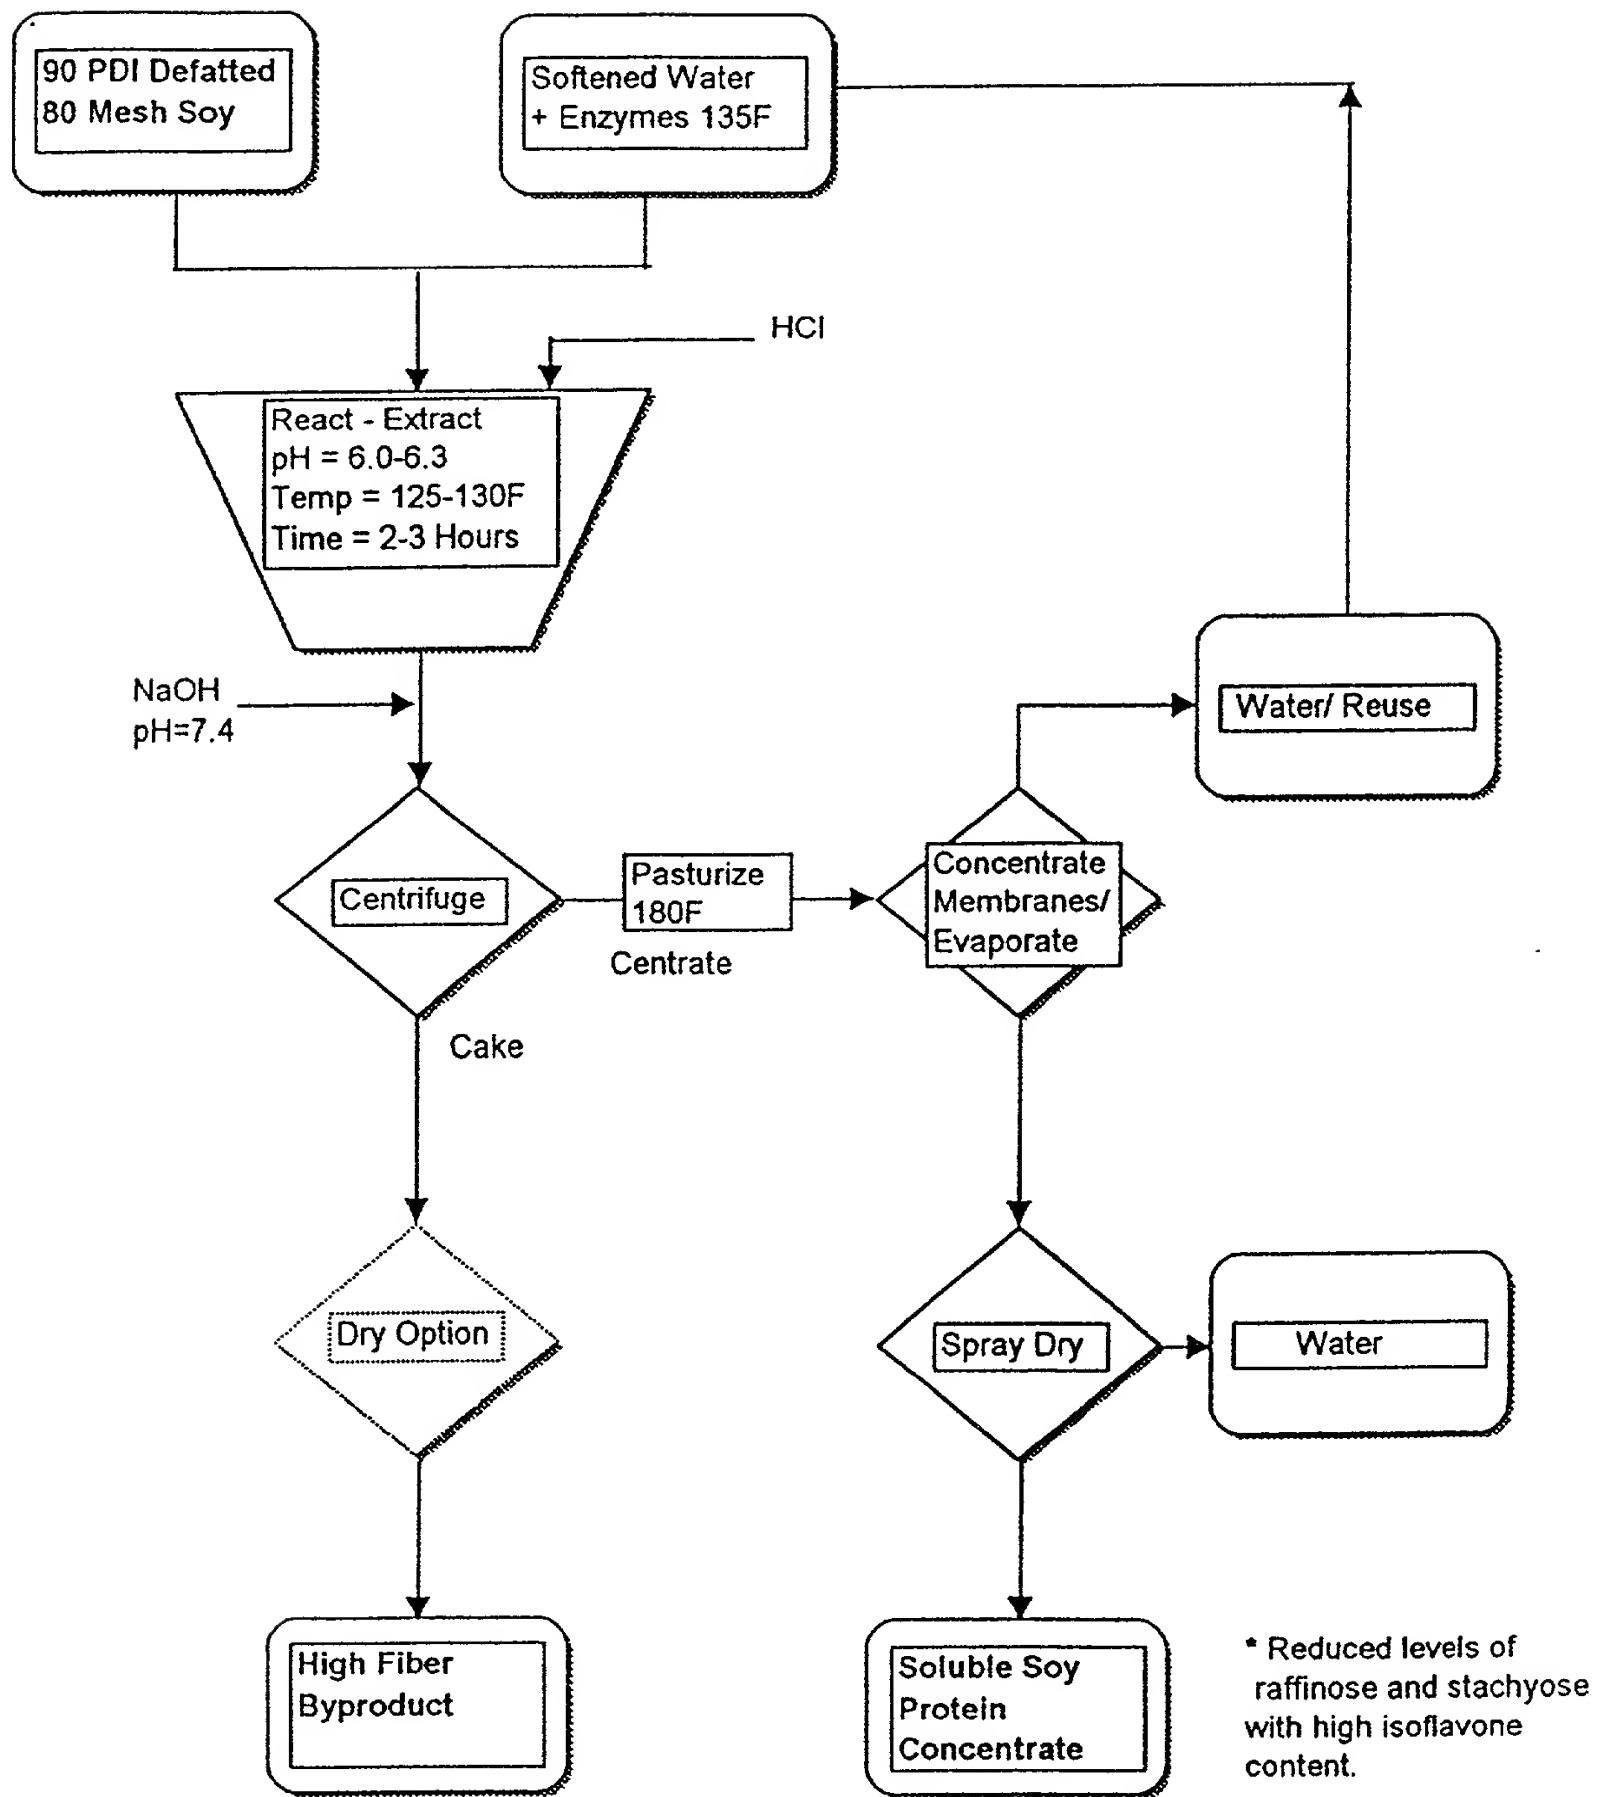 90 PDI Defatted
80 Mesh Soy
Softened Water
+ Enzymes 135F
HCl
React - Extract
pH = 6.0-6.3
Temp = 125-130F
Time = 2-3 Hours
NaOH
pH=7.4
Water/ Reuse
Centrifuge
Pasturize
180F
Centrate
Concentrate
Membranes/
Evaporate
Cake
Dry Option
Spray Dry
Water
High Fiber
Byproduct
Soluble Soy
Protein
Concentrate
* Reduced levels of
raffinose and stachyose
with high isoflavone
content.